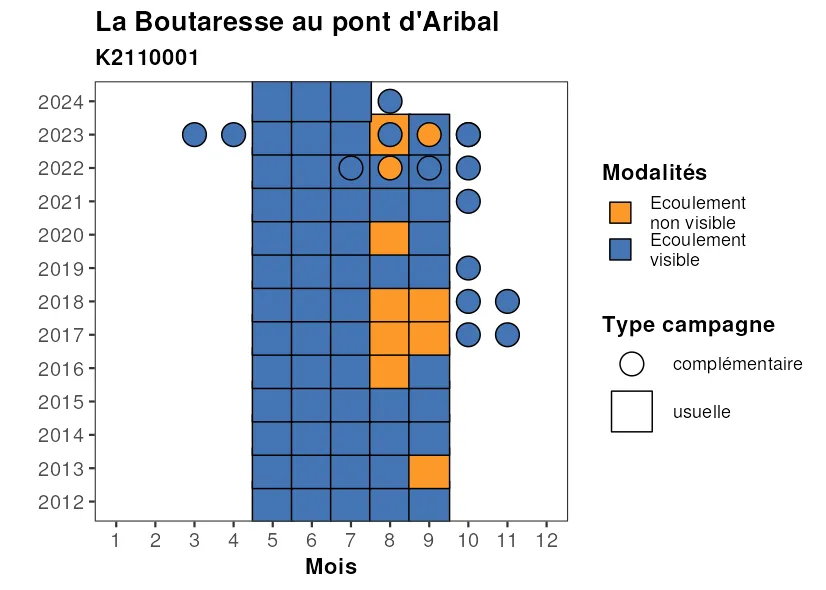 La Boutaresse au pont d'Aribal
K2110001
2024
2023
2022
2021
2020
2019
2018
2017
2016
2015
2014
2013
2012
1 2 3 4 5 6 7 8 9 10 11 12
Mois
Modalités
Ecoulement
non visible
Ecoulement
visible
Type campagne
complémentaire
usuelle